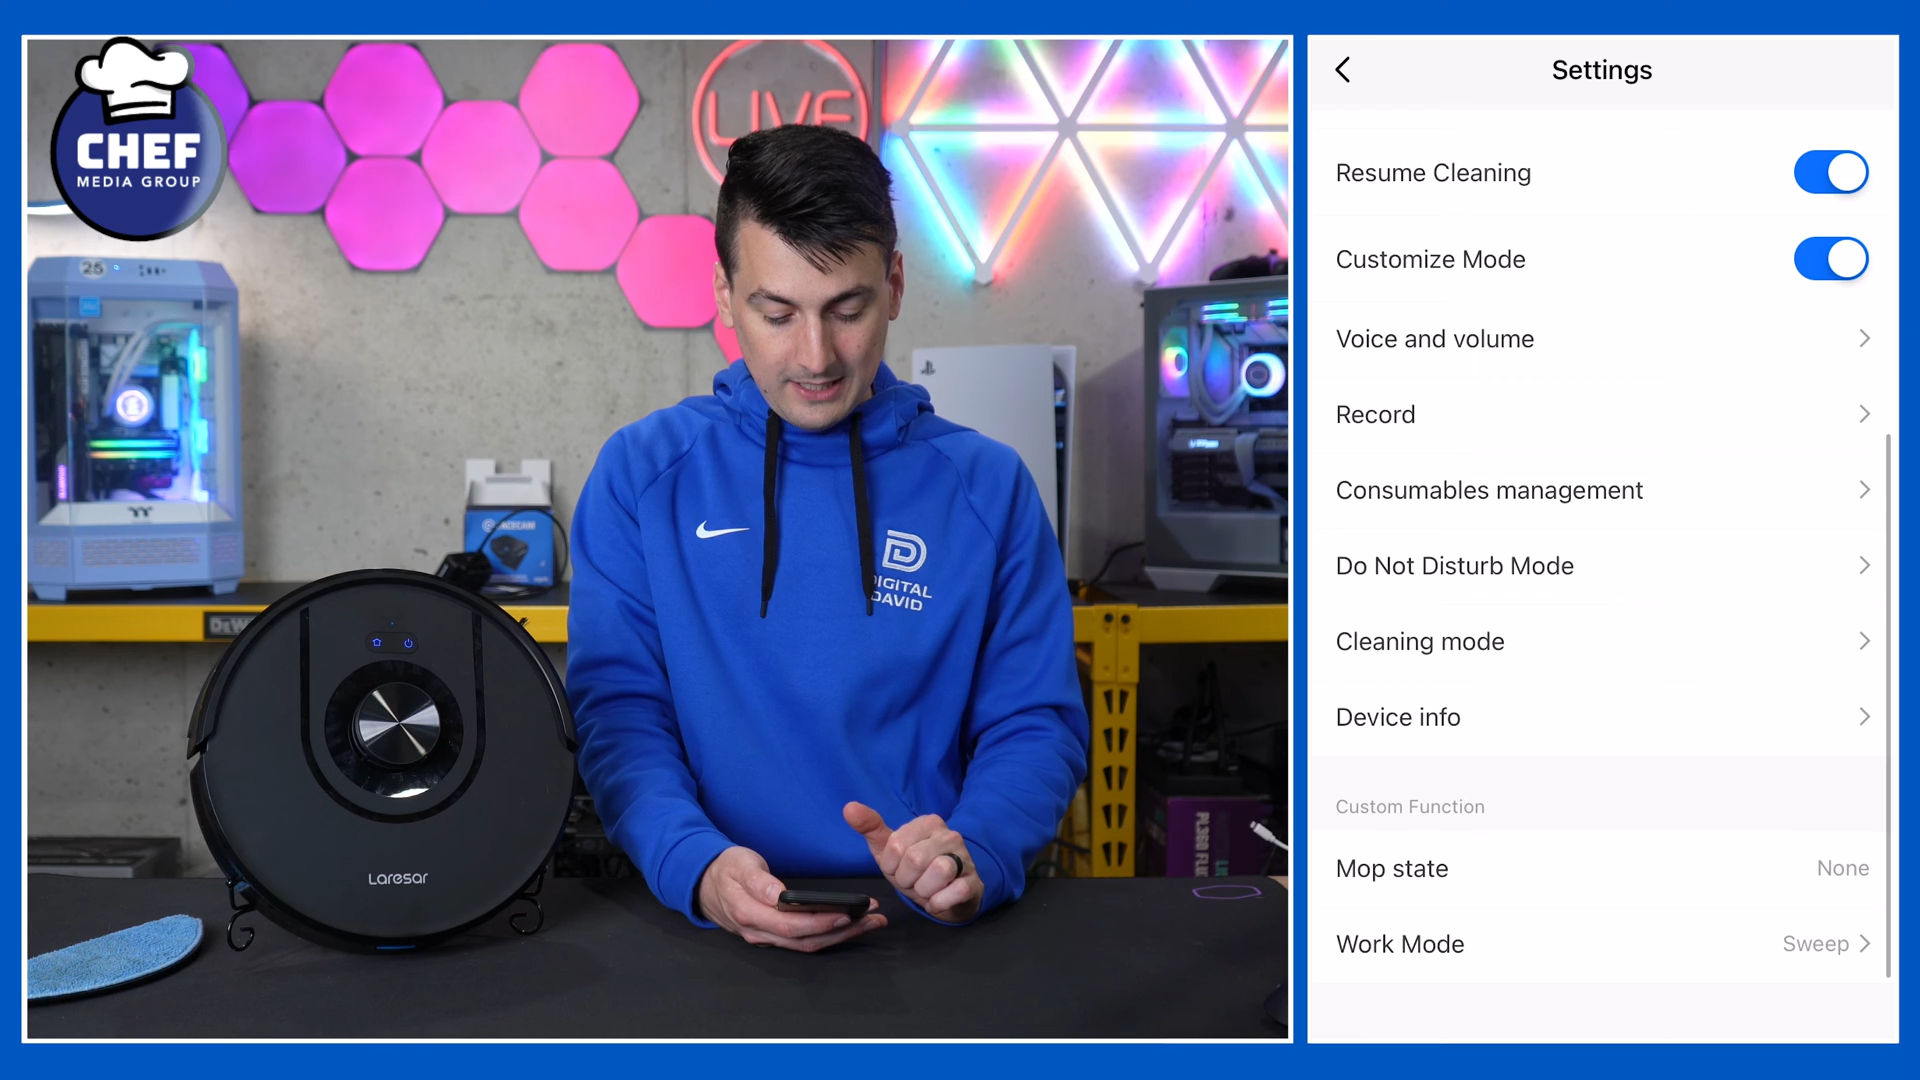 CHEF
MEDIA GROUP
LIVE
25
DIGITAL
DAVID
Laresar
Settings
Resume Cleaning
Customize Mode
Voice and volume
Record
Consumables management
Do Not Disturb Mode
Cleaning mode
Device info
Custom Function
Mop state None
Work Mode Sweep